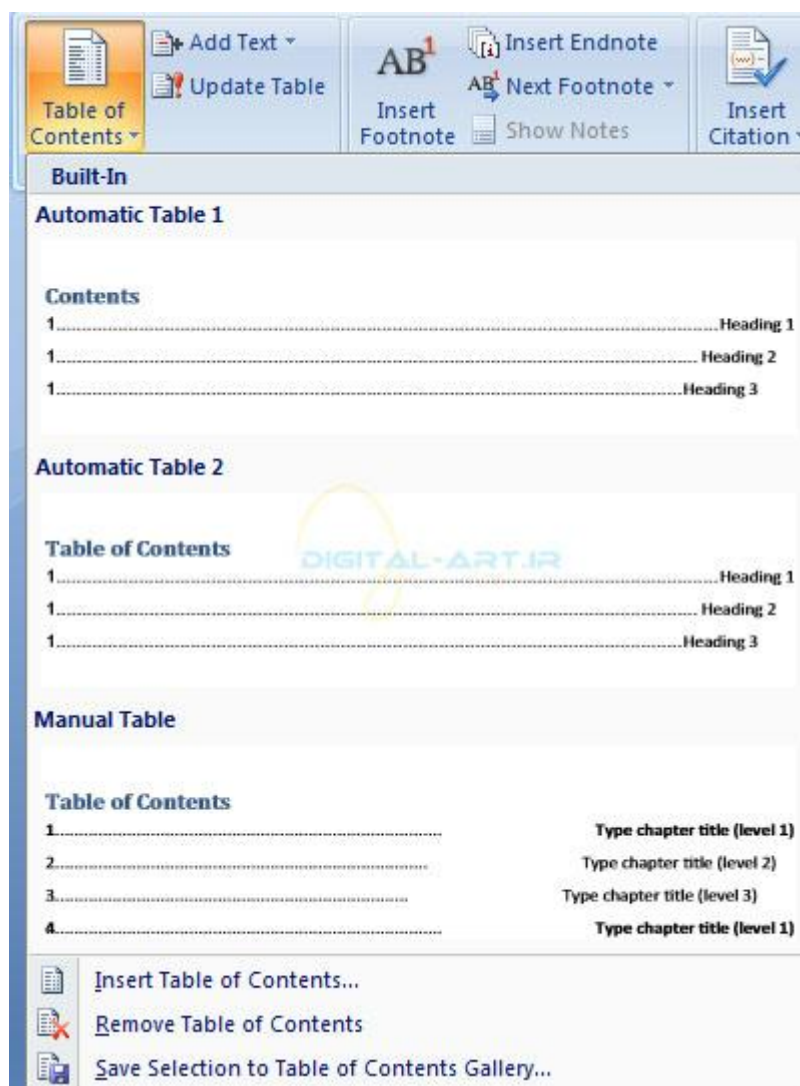 Table of
Contents
Add Text
Update Table
AB1
Insert
Footnote
Insert Endnote
AB1 Next Footnote
Show Notes
Insert
Citation
Built-In
Automatic Table 1
Contents
1......Heading 1
1......Heading 2
1......Heading 3
Automatic Table 2
Table of Contents
DIGITAL-ART.IR
1......Heading 1
1......Heading 2
1......Heading 3
Manual Table
Table of Contents
1...... Type chapter title (level 1)
2...... Type chapter title (level 2)
3...... Type chapter title (level 3)
4...... Type chapter title (level 1)
Insert Table of Contents...
Remove Table of Contents
Save Selection to Table of Contents Gallery...